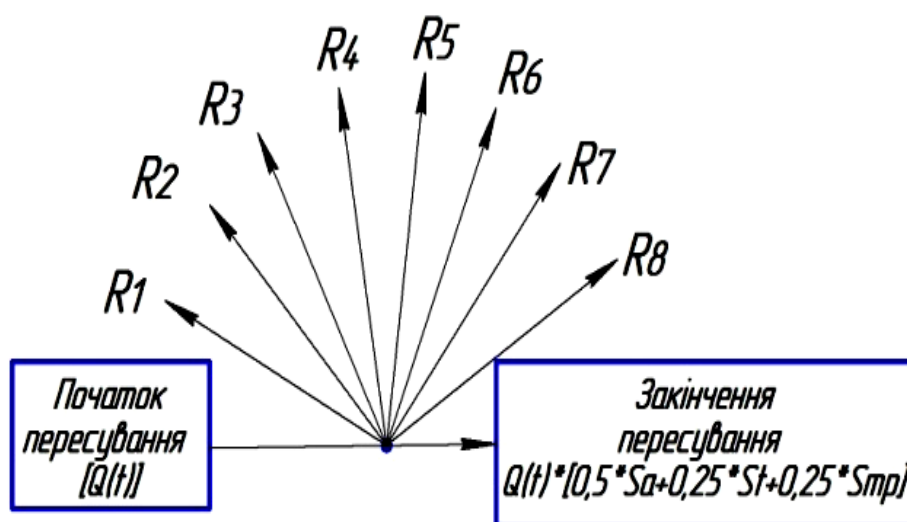 R1
R2
R3
R4
R5
R6
R7
R8
Початок
пересування
[Q(t)]
Закінчення
пересування
Q(t)*[0,5*Sa+0,25*St+0,25*Smp]